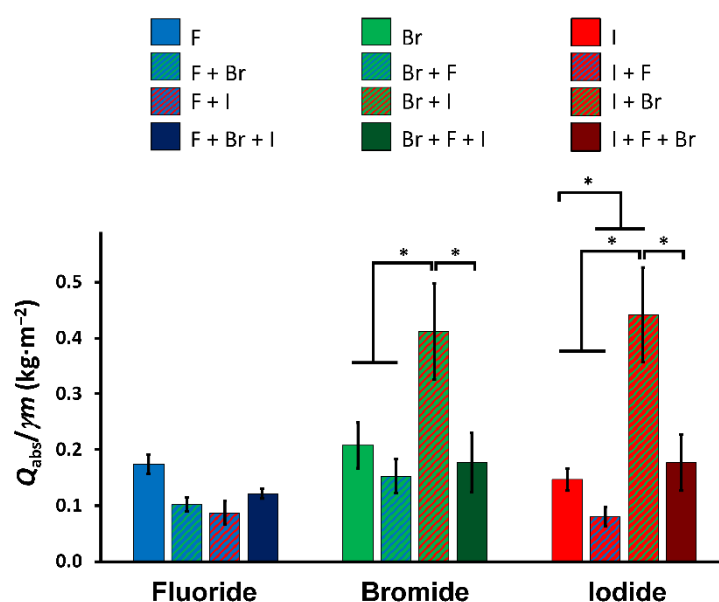 F Br I
F + Br Br + F I + F
F + I Br + I I + Br
F + Br + I Br + F + I I + F + Br
*
* * * *
Qabs/γm (kg·m⁻²)
0.5
0.4
0.3
0.2
0.1
0.0
Fluoride Bromide Iodide